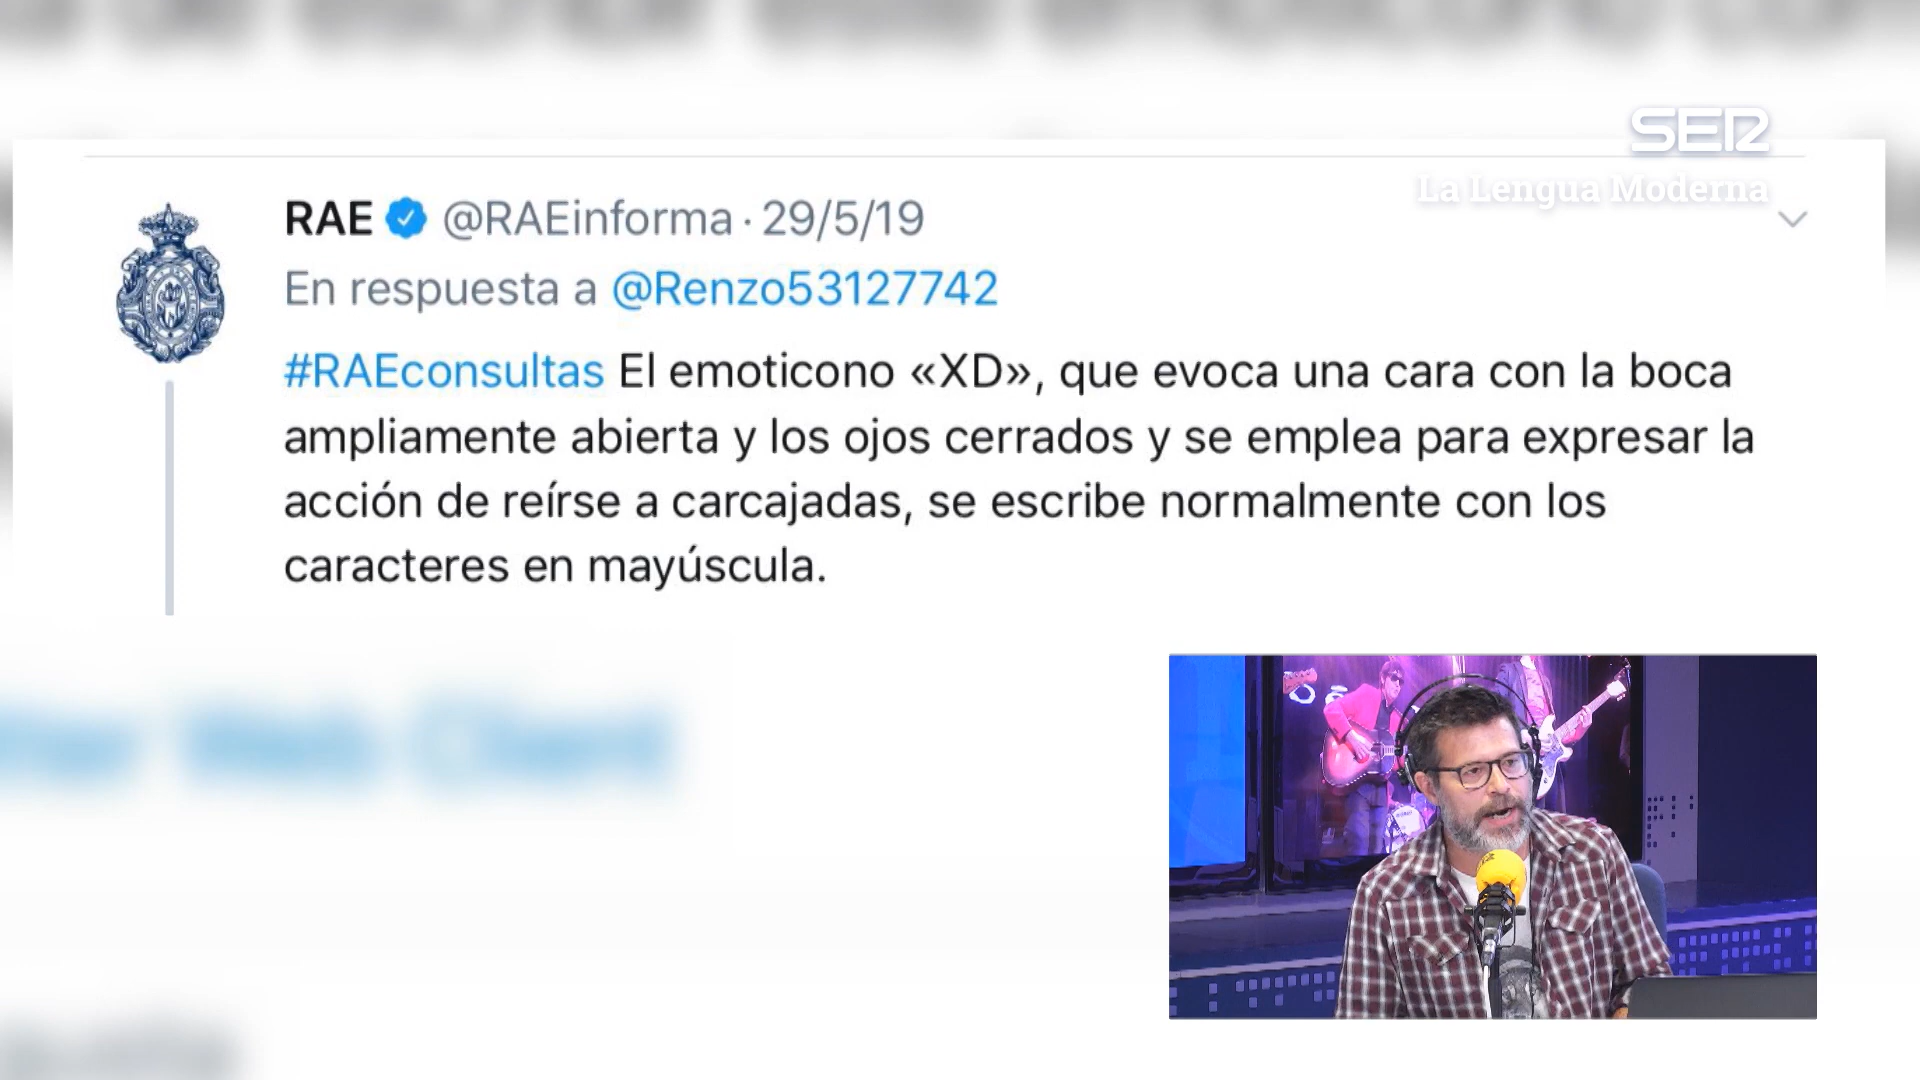 SER
La Lengua Moderna
RAE @RAEinforma · 29/5/19
En respuesta a @Renzo53127742
#RAEconsultas El emoticono «XD», que evoca una cara con la boca
ampliamente abierta y los ojos cerrados y se emplea para expresar la
acción de reírse a carcajadas, se escribe normalmente con los
caracteres en mayúscula.